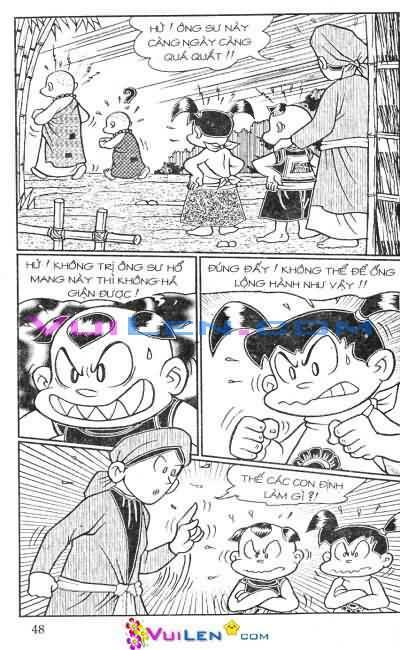 HỪ ! ÔNG SƯ NÀY
CÀNG NGÀY CÀNG
QUÁ QUẮT !!
?
HỪ ! KHÔNG TRỊ ÔNG SƯ HỔ
MANG NÀY THÌ KHÔNG HẢ
GIẬN ĐƯỢC !
ĐÚNG ĐẤY ! KHÔNG THỂ ĐỂ ỔNG
LỘNG HÀNH NHƯ VẬY !!
VUILEN.COM
THẾ CÁC CON ĐỊNH
LÀM GÌ ?!
48
VUILEN.COM